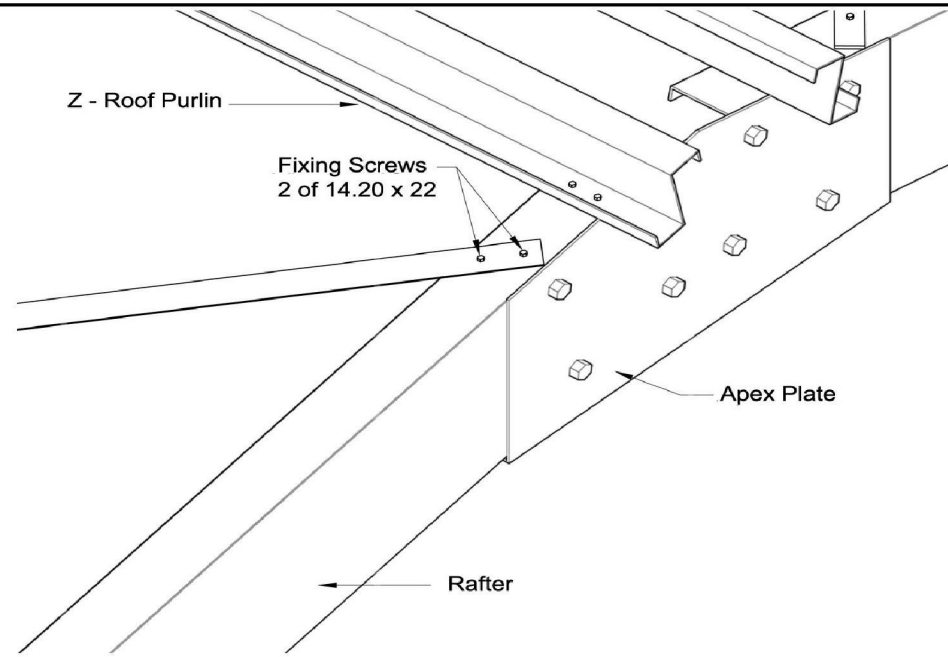 Z - Roof Purlin
Fixing Screws
2 of 14.20 x 22
Apex Plate
Rafter